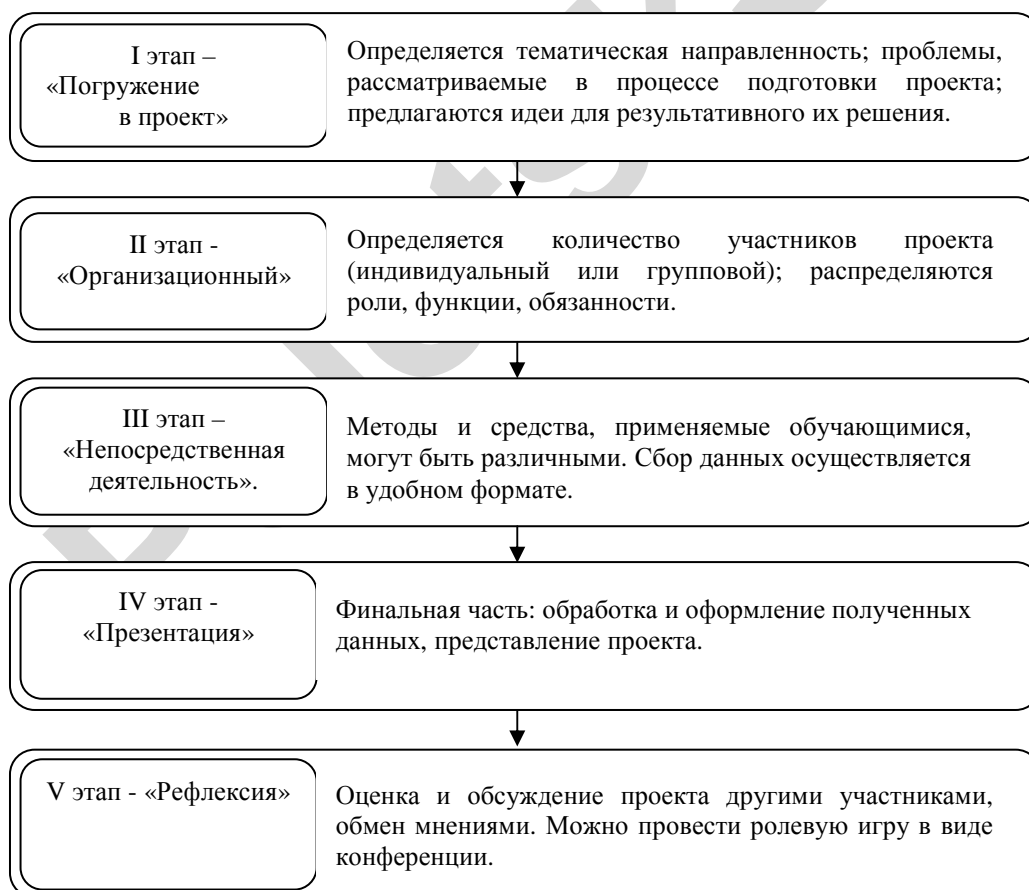 I этап –
«Погружение
в проект»
Определяется тематическая направленность; проблемы,
рассматриваемые в процессе подготовки проекта;
предлагаются идеи для результативного их решения.
II этап -
«Организационный»
Определяется количество участников проекта
(индивидуальный или групповой); распределяются
роли, функции, обязанности.
III этап –
«Непосредственная
деятельность».
Методы и средства, применяемые обучающимися,
могут быть различными. Сбор данных осуществляется
в удобном формате.
IV этап -
«Презентация»
Финальная часть: обработка и оформление полученных
данных, представление проекта.
V этап - «Рефлексия»
Оценка и обсуждение проекта другими участниками,
обмен мнениями. Можно провести ролевую игру в виде
конференции.